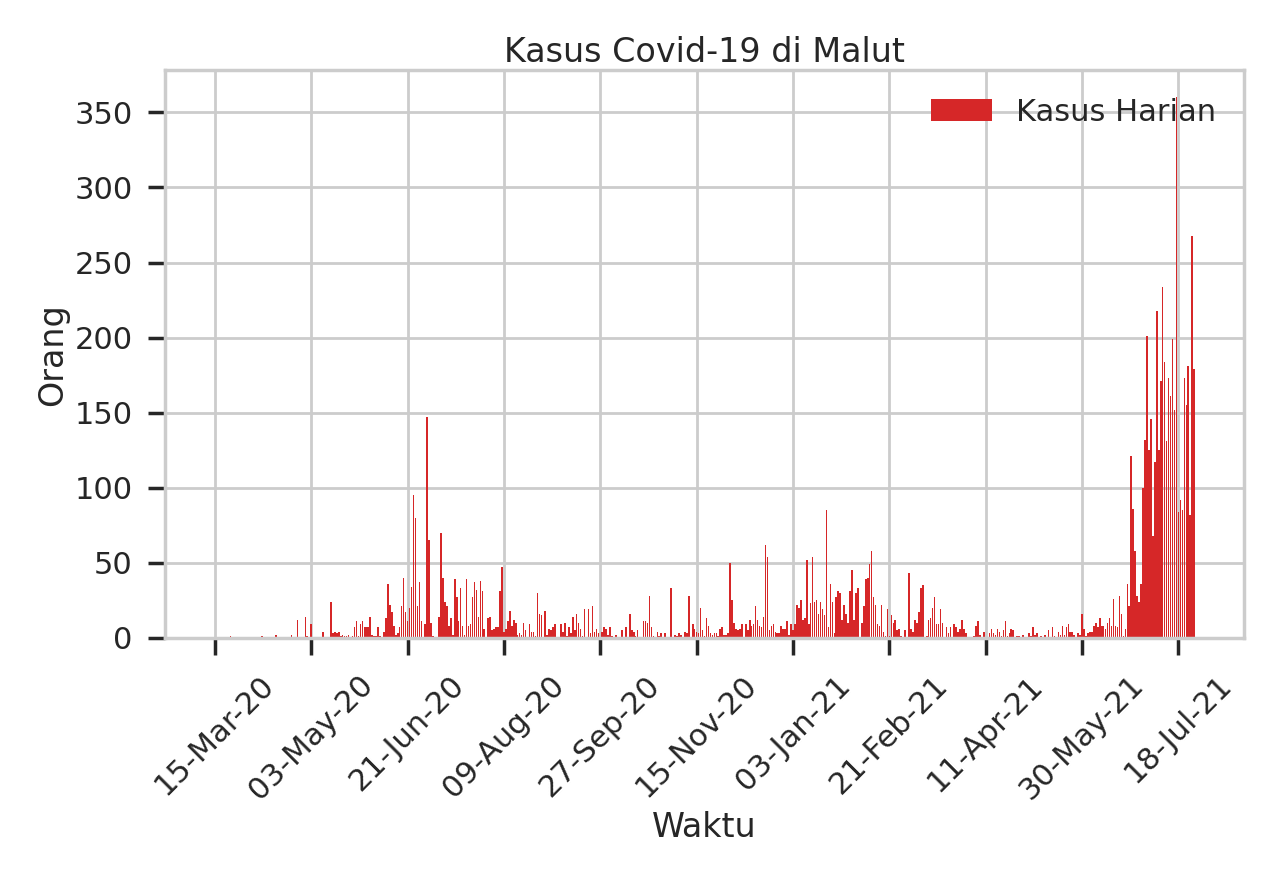 Kasus Covid-19 di Malut
Kasus Harian
Orang
350
300
250
200
150
100
50
0
15-Mar-20
03-May-20
21-Jun-20
09-Aug-20
27-Sep-20
15-Nov-20
03-Jan-21
21-Feb-21
11-Apr-21
30-May-21
18-Jul-21
Waktu